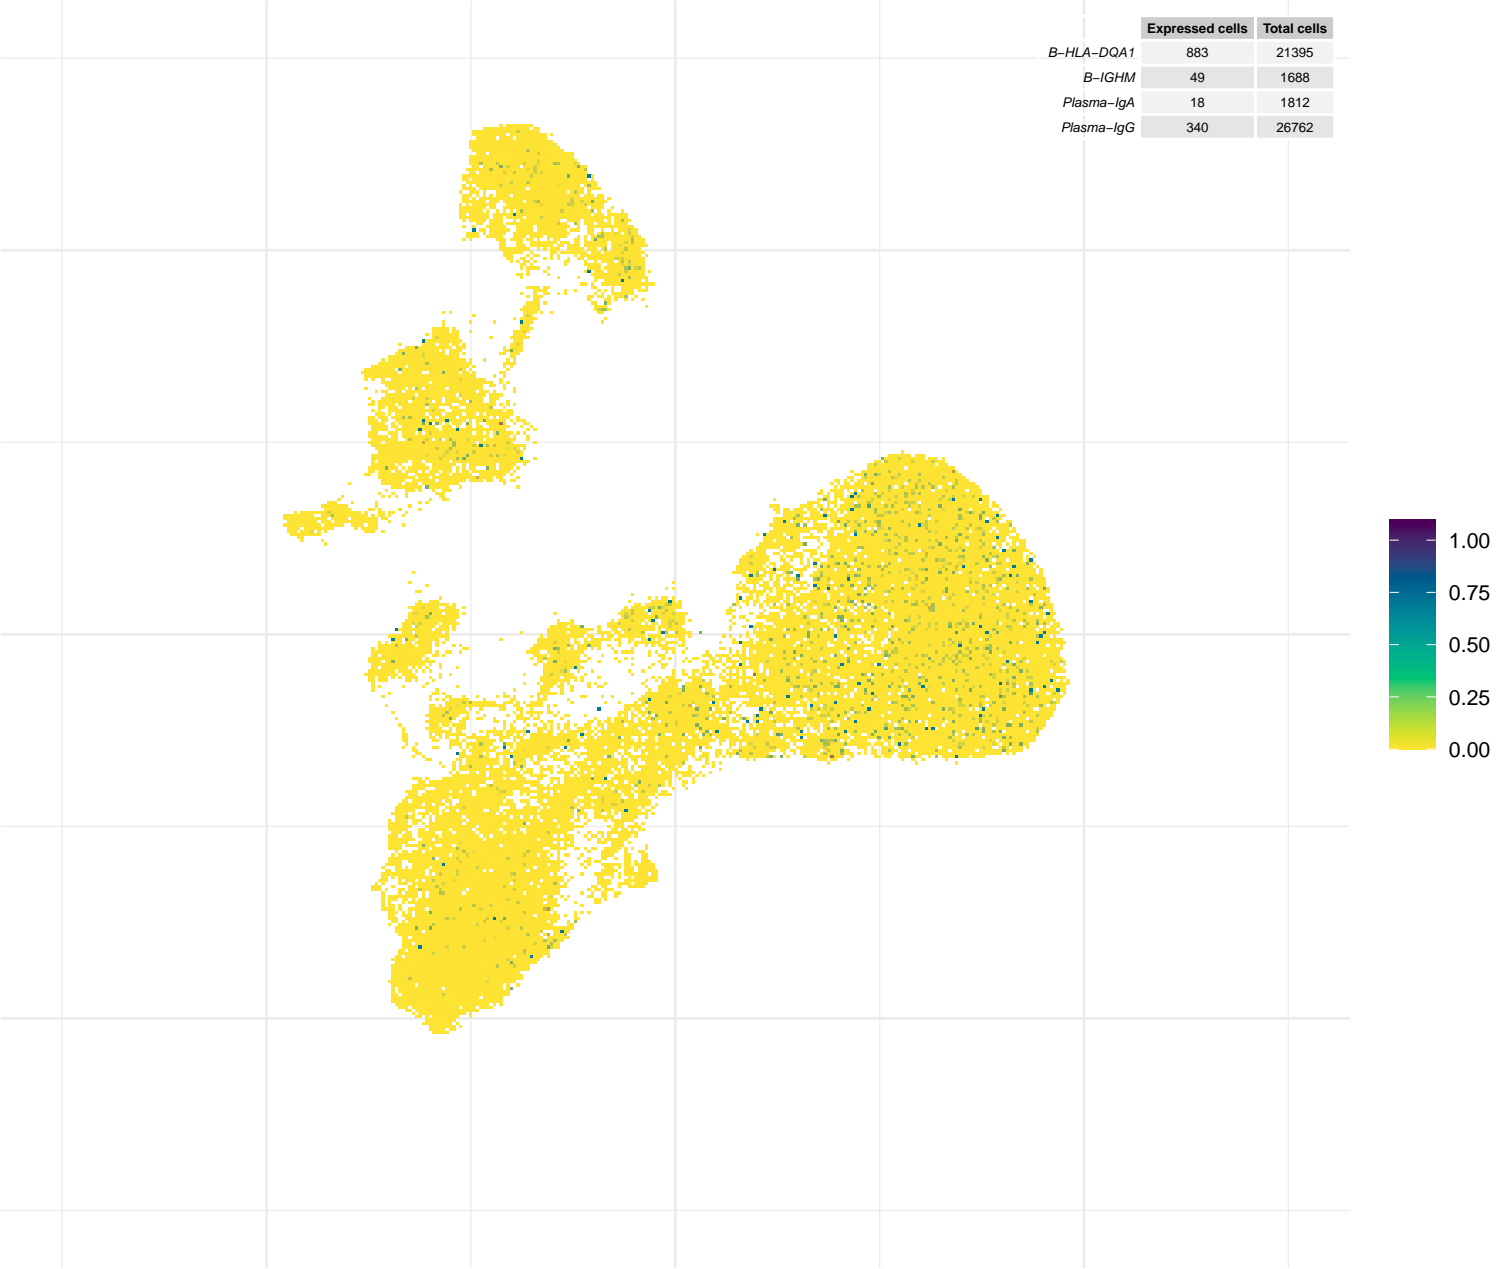 Expressed cells Total cells
B−HLA−DQA1 883 21395
B−IGHM 49 1688
Plasma−IgA 18 1812
Plasma−IgG 340 26762
1.00
0.75
0.50
0.25
0.00